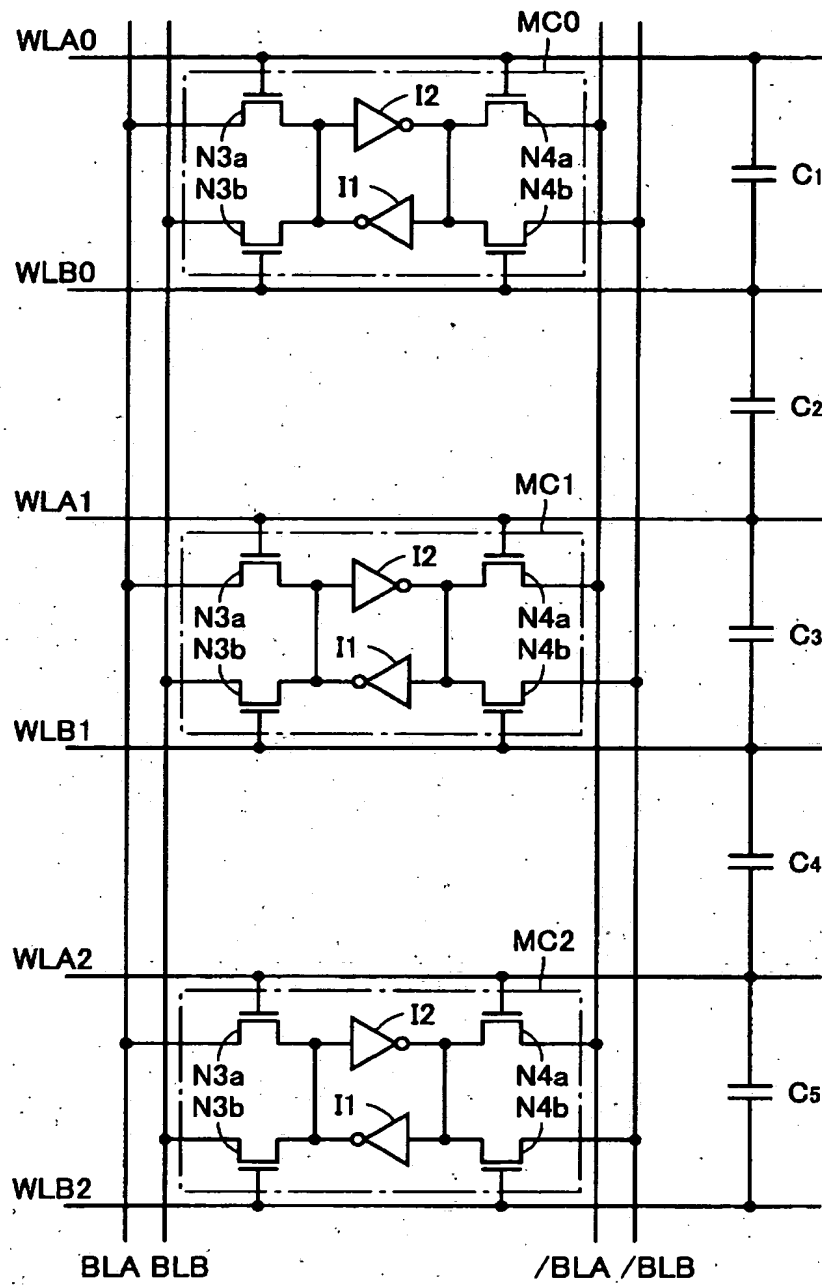 MC0
WLA0
I2
N3a
N3b
I1
N4a
N4b
C1
WLB0
C2
MC1
WLA1
I2
N3a
N3b
I1
N4a
N4b
C3
WLB1
C4
MC2
WLA2
I2
N3a
N3b
I1
N4a
N4b
C5
WLB2
BLA BLB /BLA /BLB